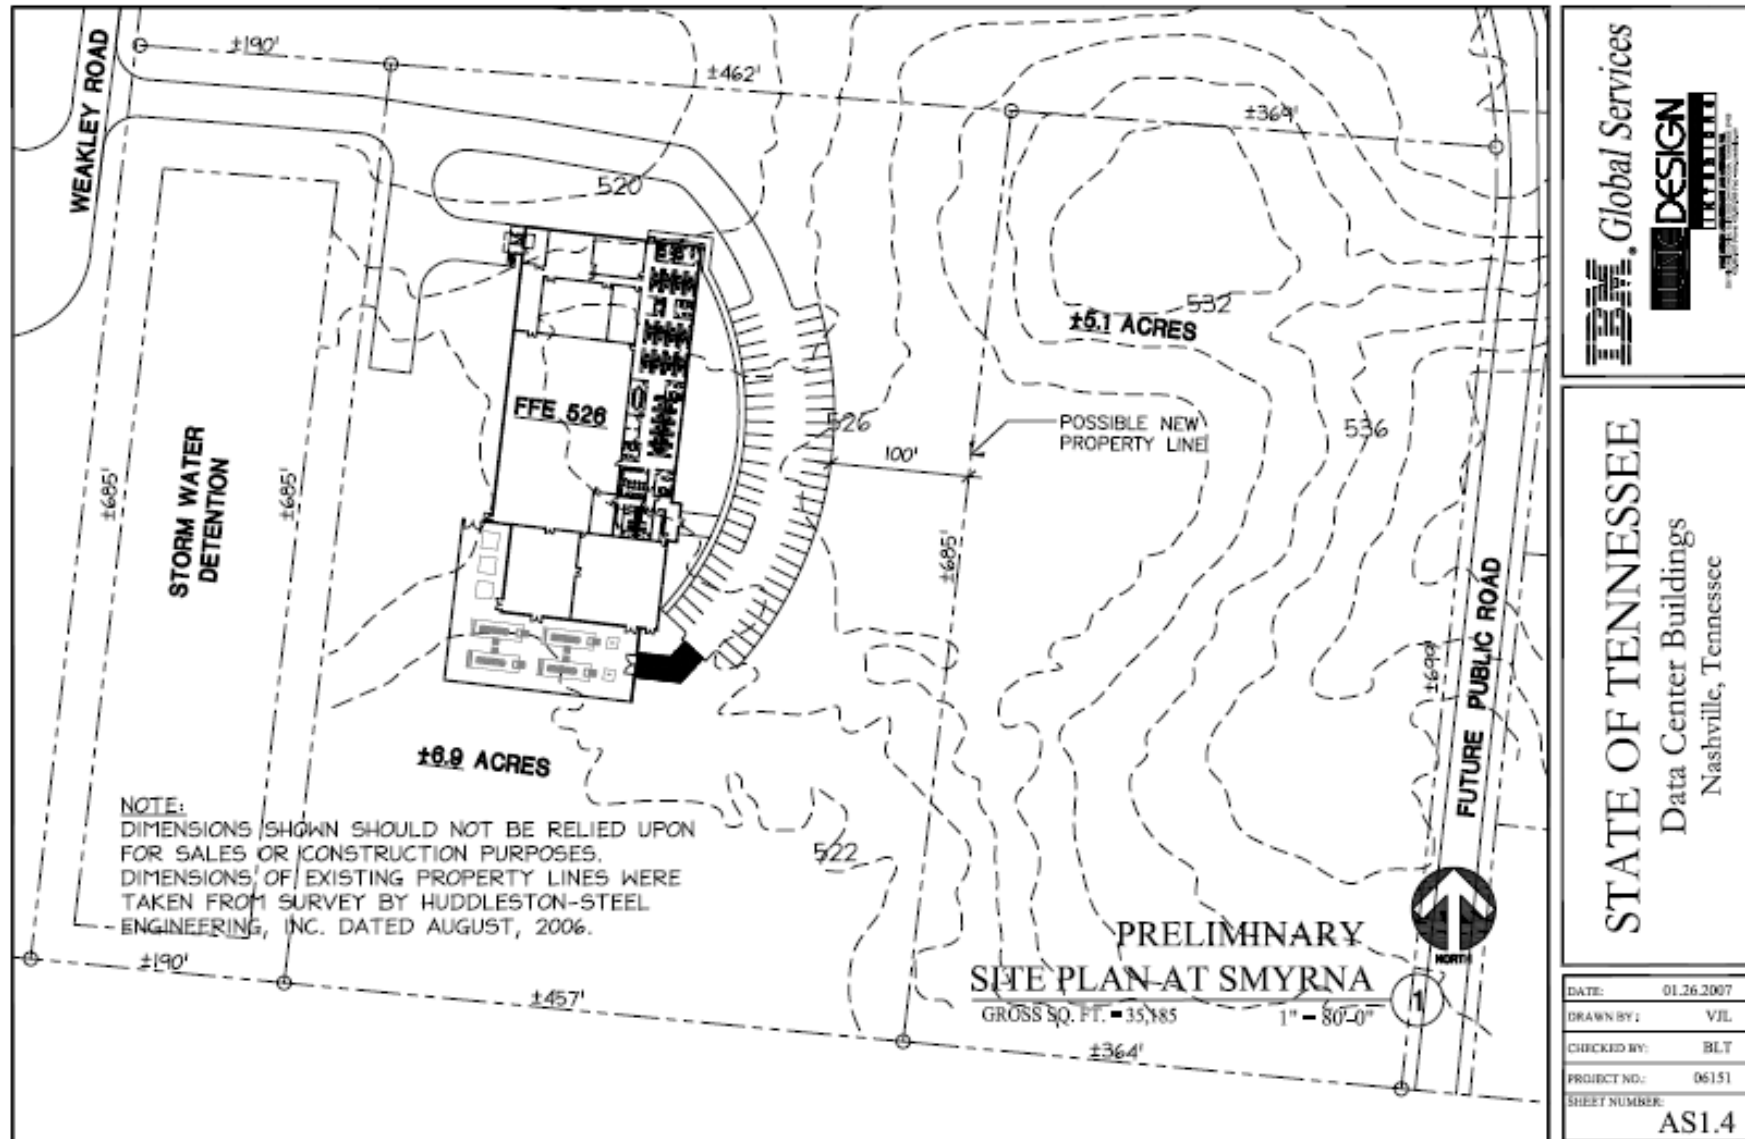 WEAKLEY ROAD
±190'
±462'
±369'
520
532
±5.1 ACRES
FFE 526
526
POSSIBLE NEW
PROPERTY LINE
536
100'
±685'
STORM WATER
DETENTION
±685'
±685'
±699'
FUTURE PUBLIC ROAD
±6.9 ACRES
NOTE:
DIMENSIONS SHOWN SHOULD NOT BE RELIED UPON
FOR SALES OR CONSTRUCTION PURPOSES.
DIMENSIONS OF EXISTING PROPERTY LINES WERE
TAKEN FROM SURVEY BY HUDDLESTON-STEEL
ENGINEERING, INC. DATED AUGUST, 2006.
522
±190'
±457'
±364'
PRELIMINARY
SITE PLAN AT SMYRNA
GROSS SQ. FT. = 35,185
1" = 80'-0"
1
NORTH
IBM. Global Services
DESIGN
STATE OF TENNESSEE
Data Center Buildings
Nashville, Tennessee
DATE: 01.26.2007
DRAWN BY: VJL
CHECKED BY: BLT
PROJECT NO.: 06151
SHEET NUMBER:
AS1.4